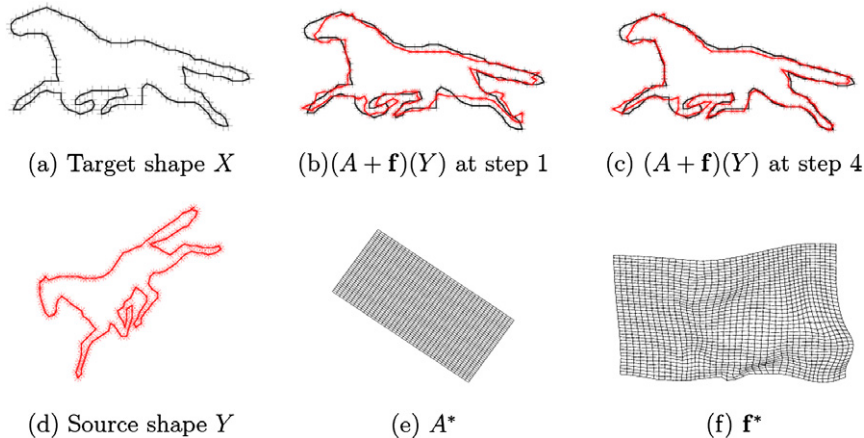 (a) Target shape X
(b)(A + f)(Y) at step 1
(c) (A + f)(Y) at step 4
(d) Source shape Y
(e) A*
(f) f*